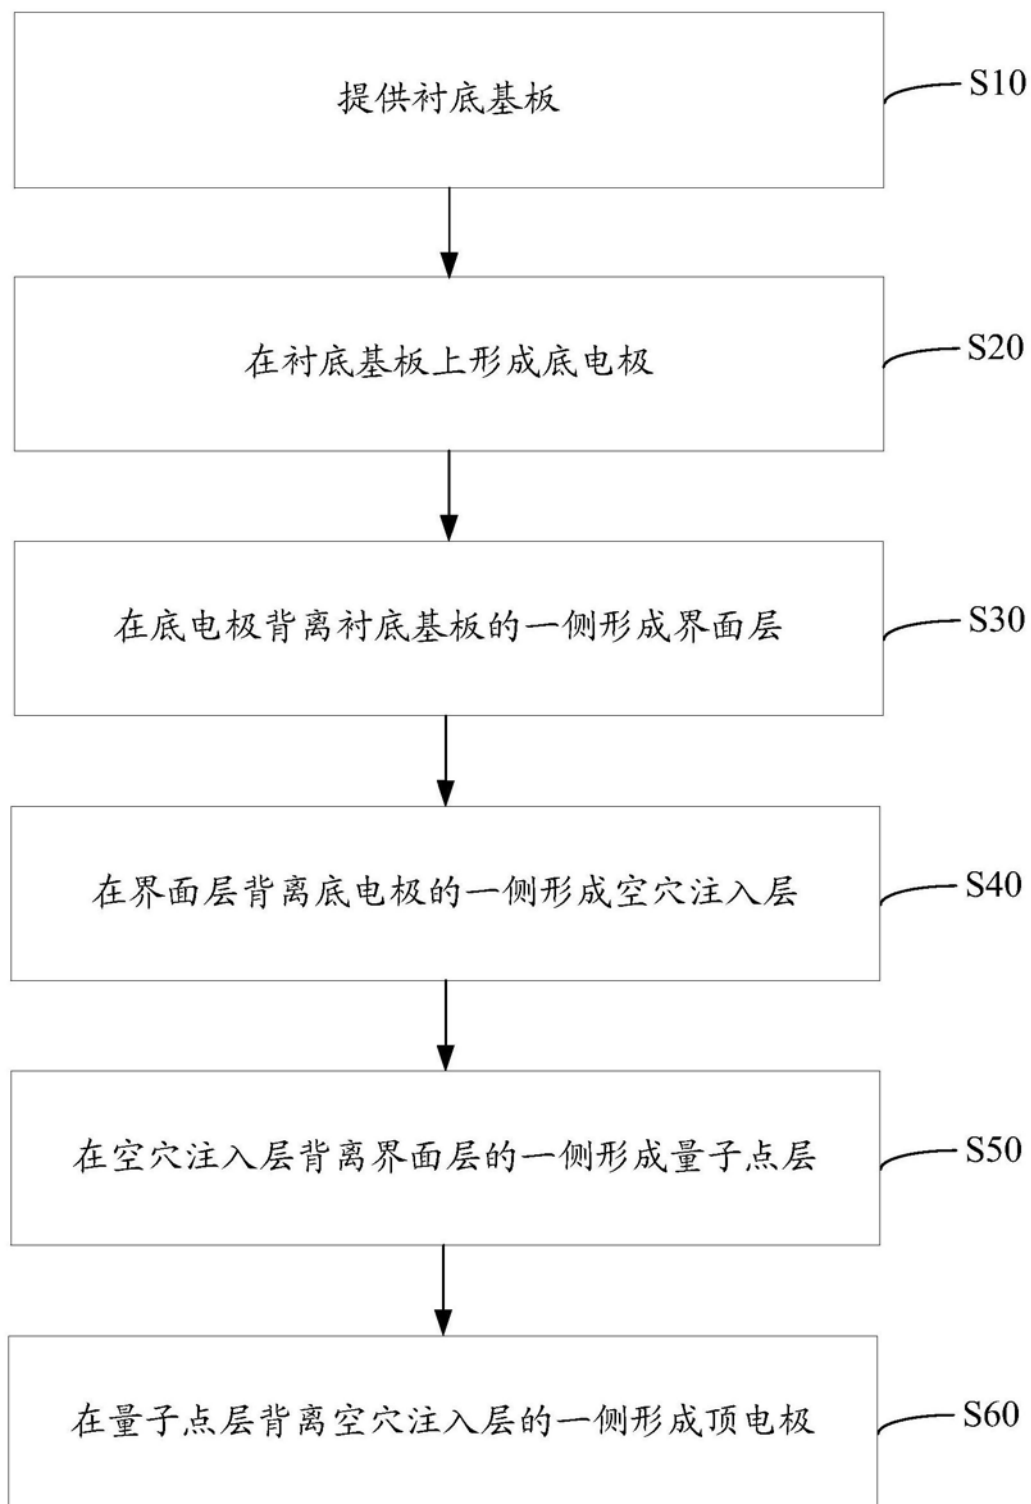 提供衬底基板
S10
在衬底基板上形成底电极
S20
在底电极背离衬底基板的一侧形成界面层
S30
在界面层背离底电极的一侧形成空穴注入层
S40
在空穴注入层背离界面层的一侧形成量子点层
S50
在量子点层背离空穴注入层的一侧形成顶电极
S60